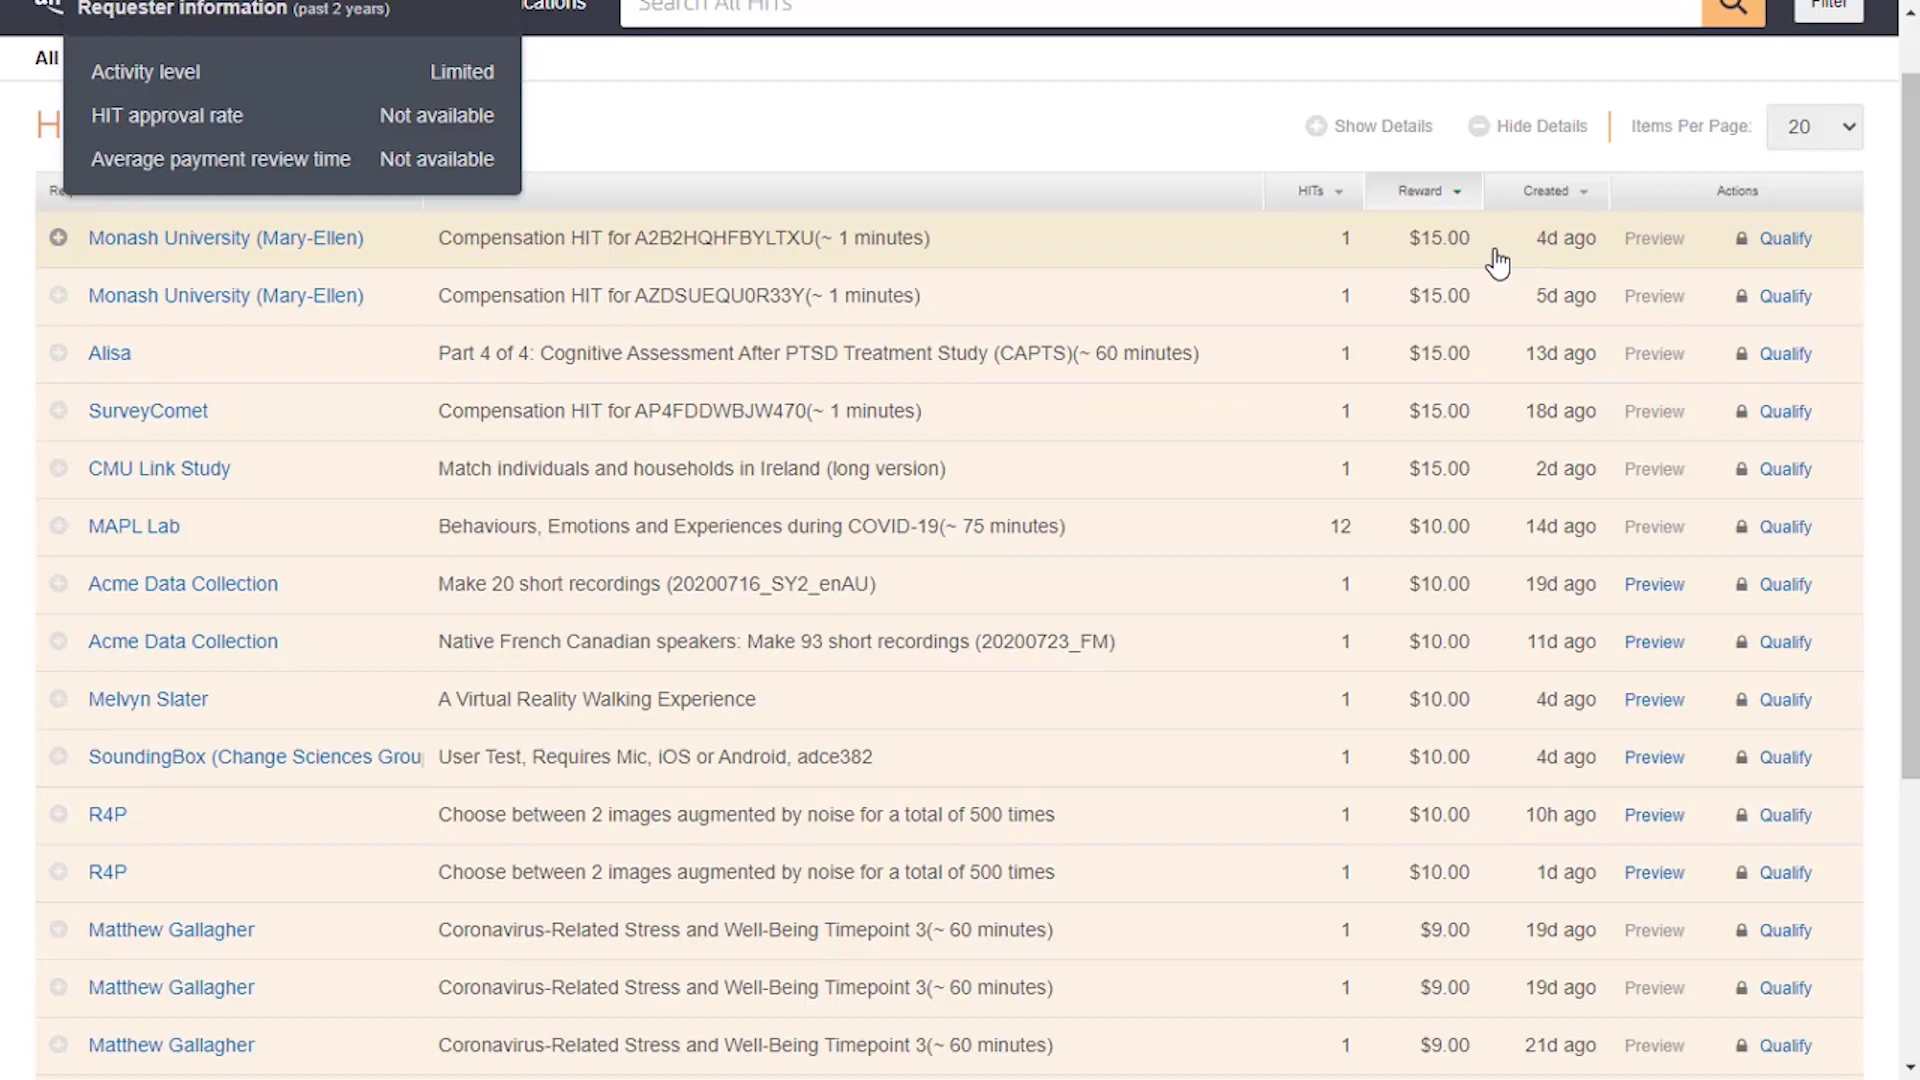 Requester information (past 2 years)
Search All HITs
Filter
Activity level Limited
All
HIT approval rate Not available
H
Show Details Hide Details Items Per Page: 20
Average payment review time Not available
HITs Reward Created Actions
Monash University (Mary-Ellen) Compensation HIT for A2B2HQHFBYLTXU(~ 1 minutes) 1 $15.00 4d ago Preview Qualify
Monash University (Mary-Ellen) Compensation HIT for AZDSUEQU0R33Y(~ 1 minutes) 1 $15.00 5d ago Preview Qualify
Alisa Part 4 of 4: Cognitive Assessment After PTSD Treatment Study (CAPTS)(~ 60 minutes) 1 $15.00 13d ago Preview Qualify
SurveyComet Compensation HIT for AP4FDDWBJW470(~ 1 minutes) 1 $15.00 18d ago Preview Qualify
CMU Link Study Match individuals and households in Ireland (long version) 1 $15.00 2d ago Preview Qualify
MAPL Lab Behaviours, Emotions and Experiences during COVID-19(~ 75 minutes) 12 $10.00 14d ago Preview Qualify
Acme Data Collection Make 20 short recordings (20200716_SY2_enAU) 1 $10.00 19d ago Preview Qualify
Acme Data Collection Native French Canadian speakers: Make 93 short recordings (20200723_FM) 1 $10.00 11d ago Preview Qualify
Melvyn Slater A Virtual Reality Walking Experience 1 $10.00 4d ago Preview Qualify
SoundingBox (Change Sciences Grou User Test, Requires Mic, iOS or Android, adce382 1 $10.00 4d ago Preview Qualify
R4P Choose between 2 images augmented by noise for a total of 500 times 1 $10.00 10h ago Preview Qualify
R4P Choose between 2 images augmented by noise for a total of 500 times 1 $10.00 1d ago Preview Qualify
Matthew Gallagher Coronavirus-Related Stress and Well-Being Timepoint 3(~ 60 minutes) 1 $9.00 19d ago Preview Qualify
Matthew Gallagher Coronavirus-Related Stress and Well-Being Timepoint 3(~ 60 minutes) 1 $9.00 19d ago Preview Qualify
Matthew Gallagher Coronavirus-Related Stress and Well-Being Timepoint 3(~ 60 minutes) 1 $9.00 21d ago Preview Qualify